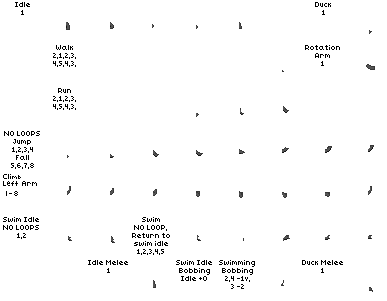 Idle
1
Duck
1
Walk
2,1,2,3,
4,5,4,3,
Rotation
Arm
1
Run
2,1,2,3,
4,5,4,3,
NO LOOPS
Jump
1,2,3,4
Fall
5,6,7,8
Climb
Left Arm
1-8
Swim Idle
NO LOOPS
1,2
Swim
NO LOOP,
Return to
swim idle
1,2,3,4,5
Idle Melee
1
Swim Idle
Bobbing
Idle +0
Swimming
Bobbing
2,4 -1v,
3 -2
Duck Melee
1